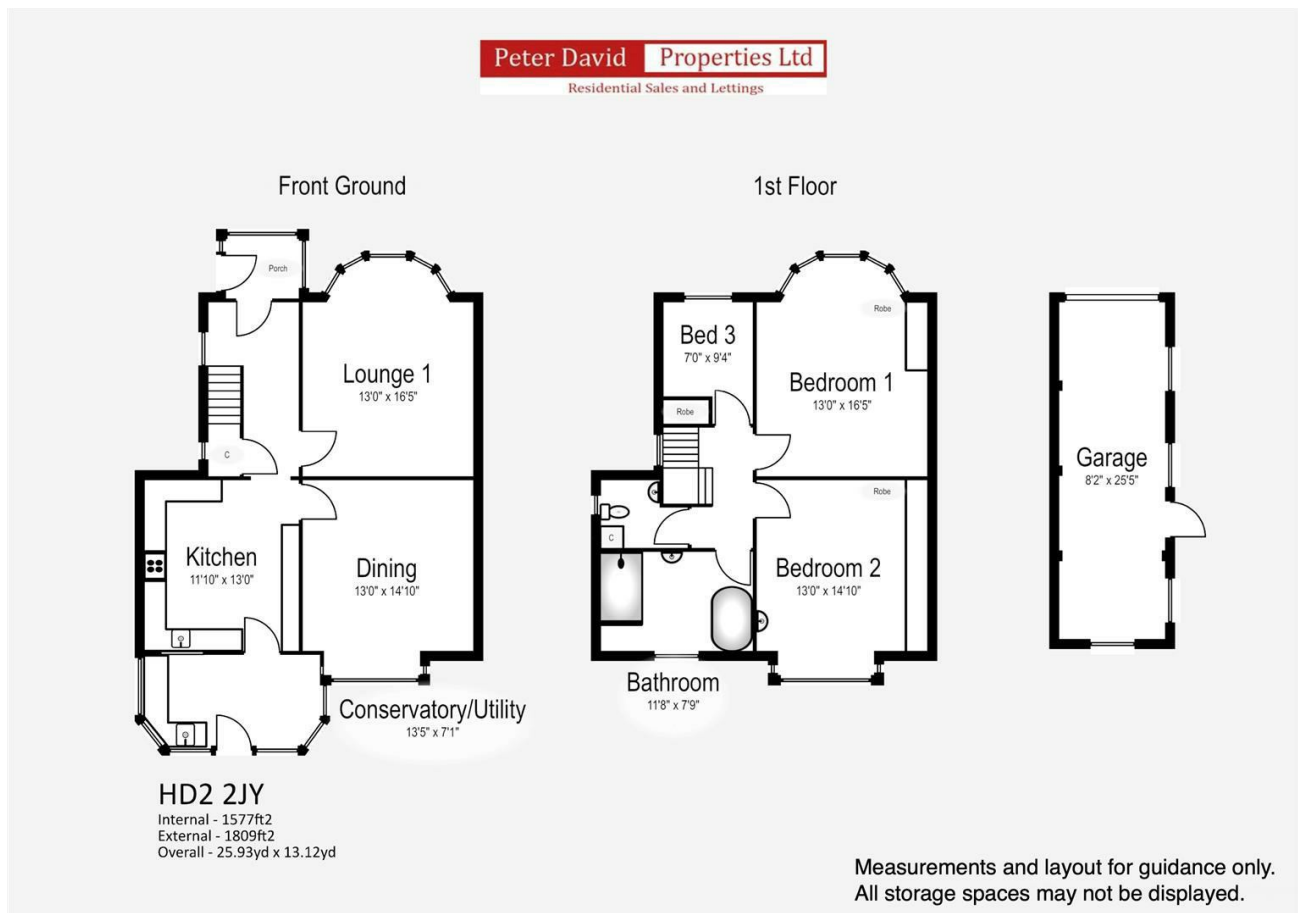 Peter David Properties Ltd
Residential Sales and Lettings
Front Ground
1st Floor
Porch
Lounge 1
13'0" x 16'5"
C
Kitchen
11'10" x 13'0"
Dining
13'0" x 14'10"
Conservatory/Utility
13'5" x 7'1"
Bed 3
7'0" x 9'4"
Robe
Robe
Bedroom 1
13'0" x 16'5"
Robe
C
Bedroom 2
13'0" x 14'10"
Bathroom
11'8" x 7'9"
Garage
8'2" x 25'5"
HD2 2JY
Internal - 1577ft2
External - 1809ft2
Overall - 25.93yd x 13.12yd
Measurements and layout for guidance only.
All storage spaces may not be displayed.